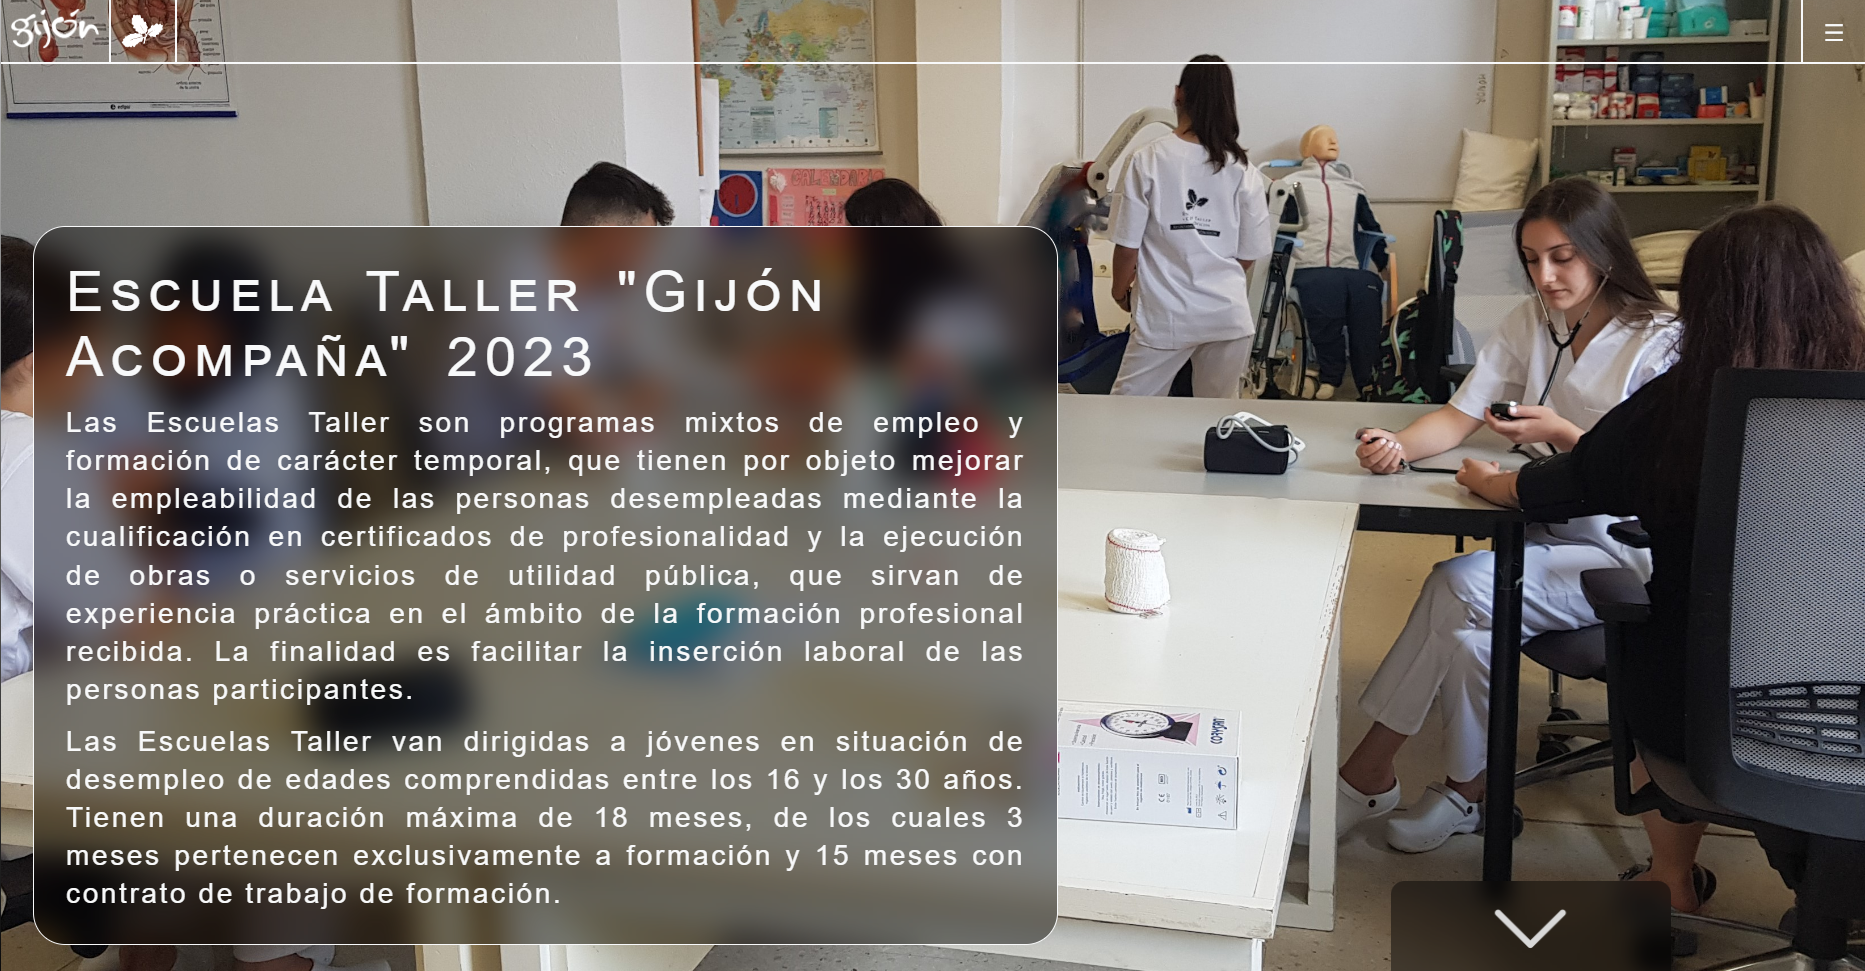 gijón
ESCUELA TALLER "GIJÓN
ACOMPAÑA" 2023
Las Escuelas Taller son programas mixtos de empleo y
formación de carácter temporal, que tienen por objeto mejorar
la empleabilidad de las personas desempleadas mediante la
cualificación en certificados de profesionalidad y la ejecución
de obras o servicios de utilidad pública, que sirvan de
experiencia práctica en el ámbito de la formación profesional
recibida. La finalidad es facilitar la inserción laboral de las
personas participantes.
Las Escuelas Taller van dirigidas a jóvenes en situación de
desempleo de edades comprendidas entre los 16 y los 30 años.
Tienen una duración máxima de 18 meses, de los cuales 3
meses pertenecen exclusivamente a formación y 15 meses con
contrato de trabajo de formación.
CALENDARIO
CORYSAN